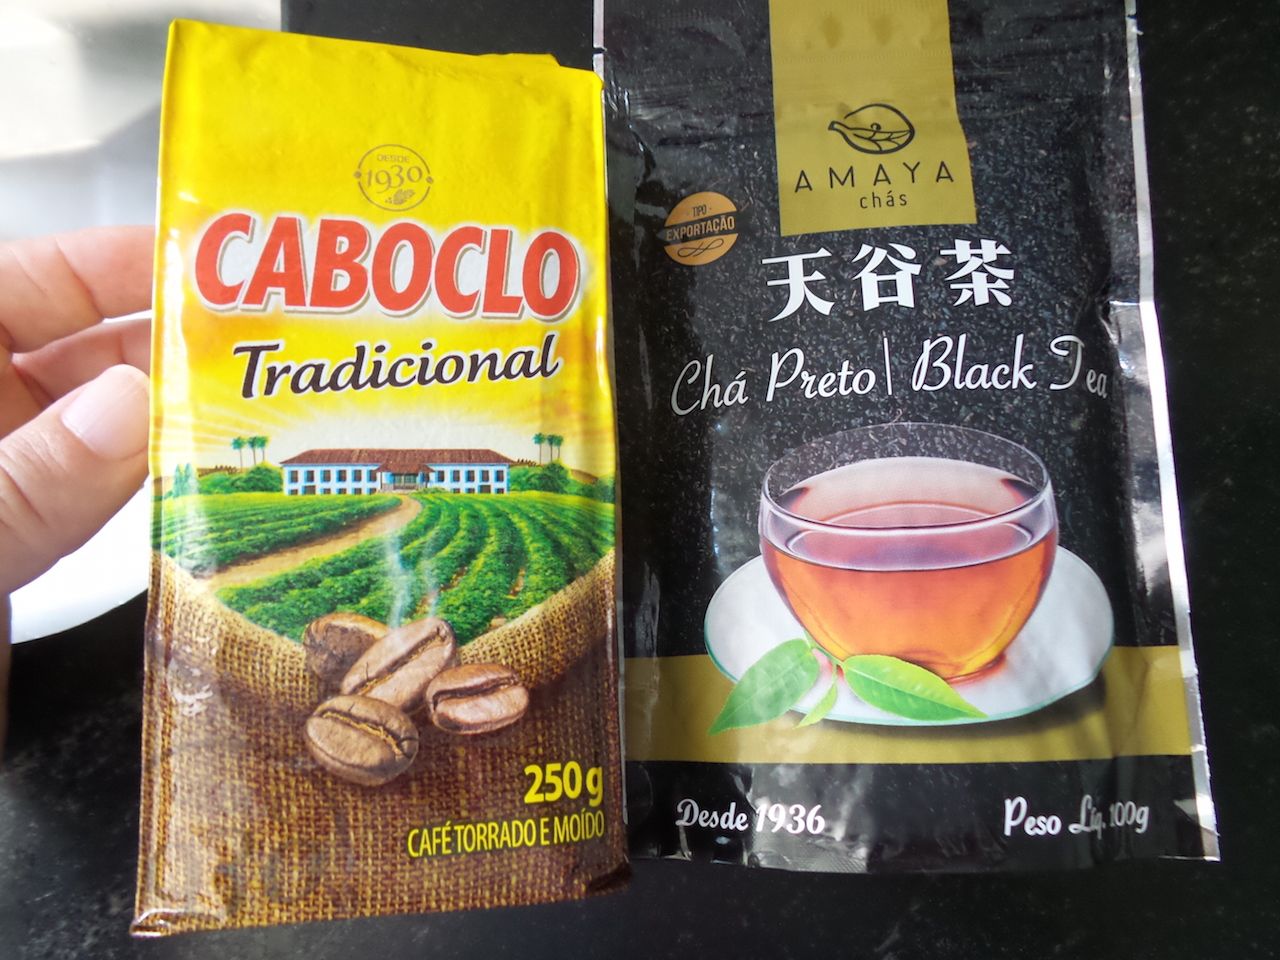 DESDE
1930
CABOCLO
Tradicional
250 g
CAFÉ TORRADO E MOÍDO
AMAYA
chás
TIPO
EXPORTAÇÃO
天谷茶
Chá Preto | Black Tea
Desde 1936
Peso Líq. 100g